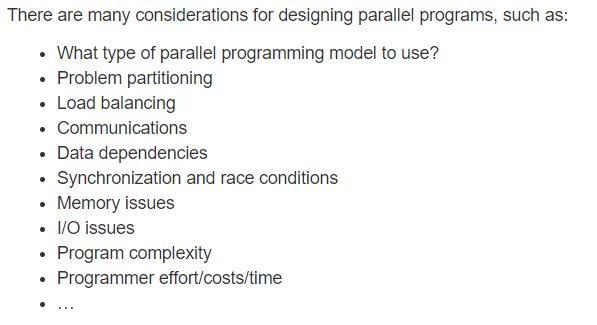 There are many considerations for designing parallel programs, such as:
• What type of parallel programming model to use?
• Problem partitioning
• Load balancing
• Communications
• Data dependencies
• Synchronization and race conditions
• Memory issues
• I/O issues
• Program complexity
• Programmer effort/costs/time
• ...